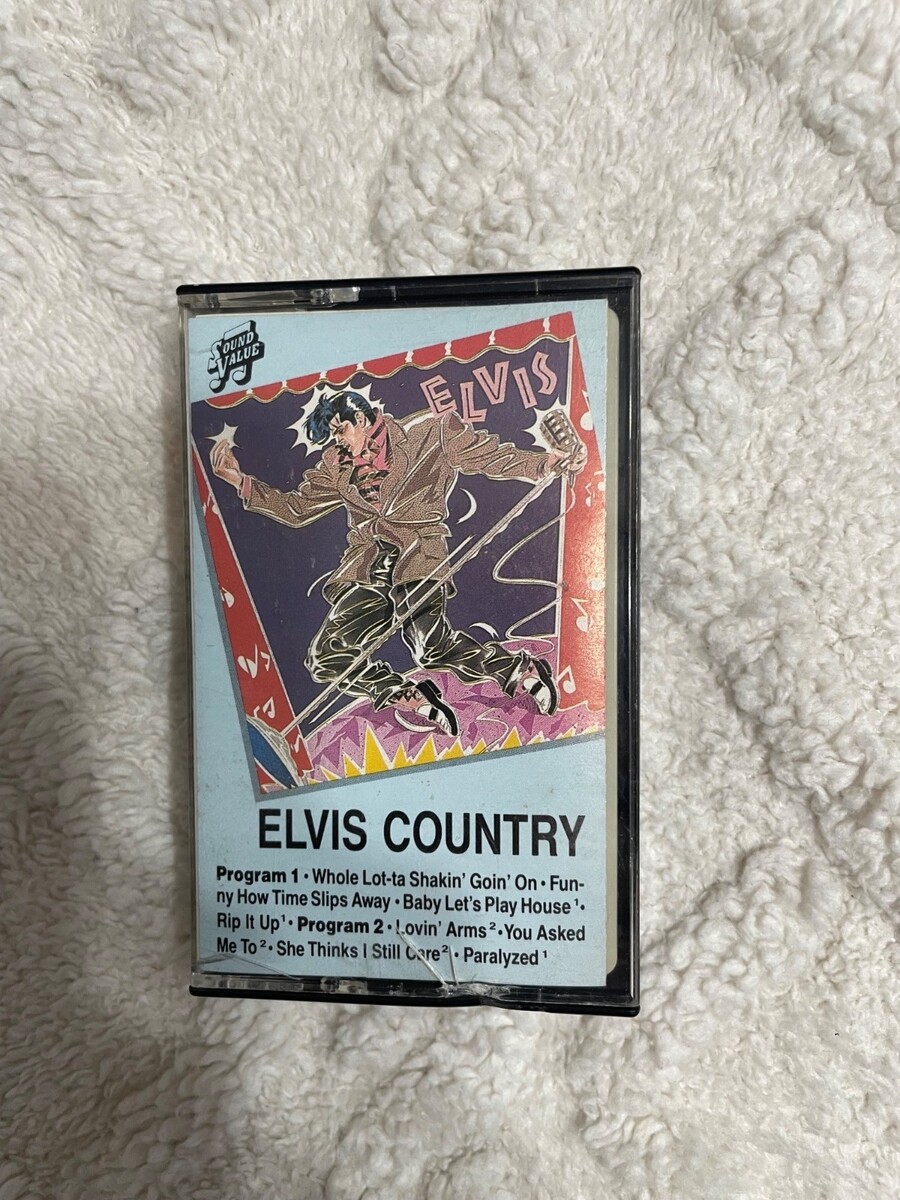 SOUND
VALUE
ELVIS
ELVIS COUNTRY
Program 1 • Whole Lot-ta Shakin' Goin' On • Fun-
ny How Time Slips Away • Baby Let's Play House ¹•
Rip It Up ¹• Program 2 • Lovin' Arms ²•You Asked
Me To ²• She Thinks I Still Care ² • Paralyzed ¹